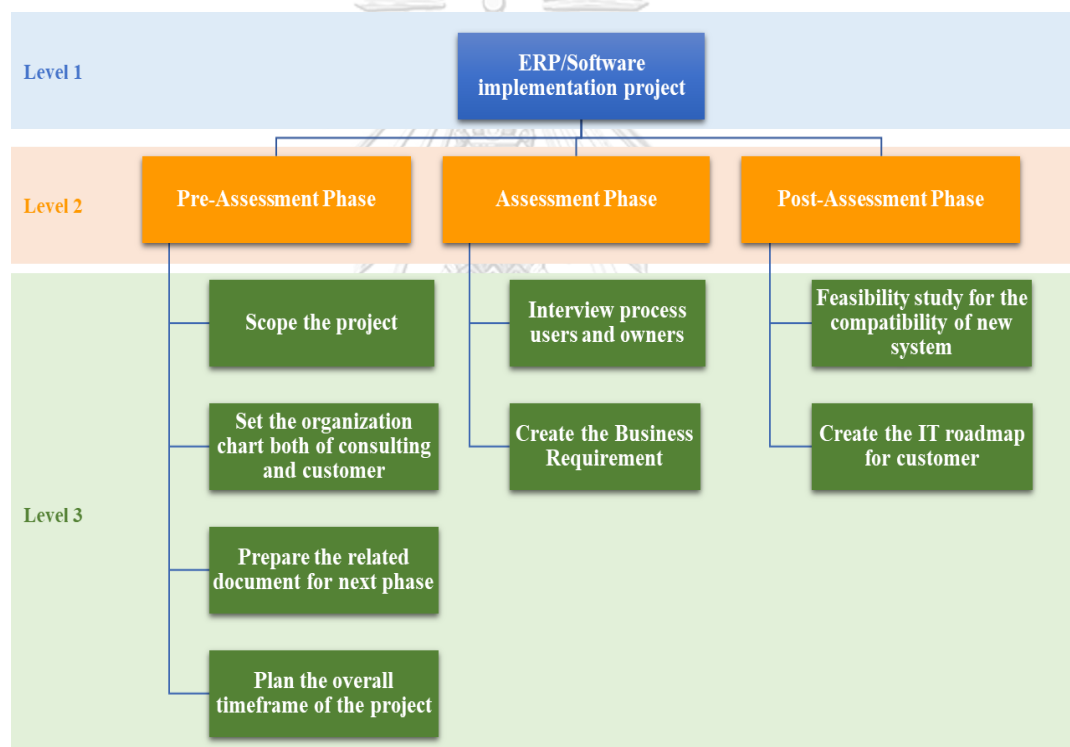 Level 1
ERP/Software
implementation project
Level 2
Pre-Assessment Phase
Assessment Phase
Post-Assessment Phase
Level 3
Scope the project
Set the organization
chart both of consulting
and customer
Prepare the related
document for next phase
Plan the overall
timeframe of the project
Interview process
users and owners
Create the Business
Requirement
Feasibility study for the
compatibility of new
system
Create the IT roadmap
for customer